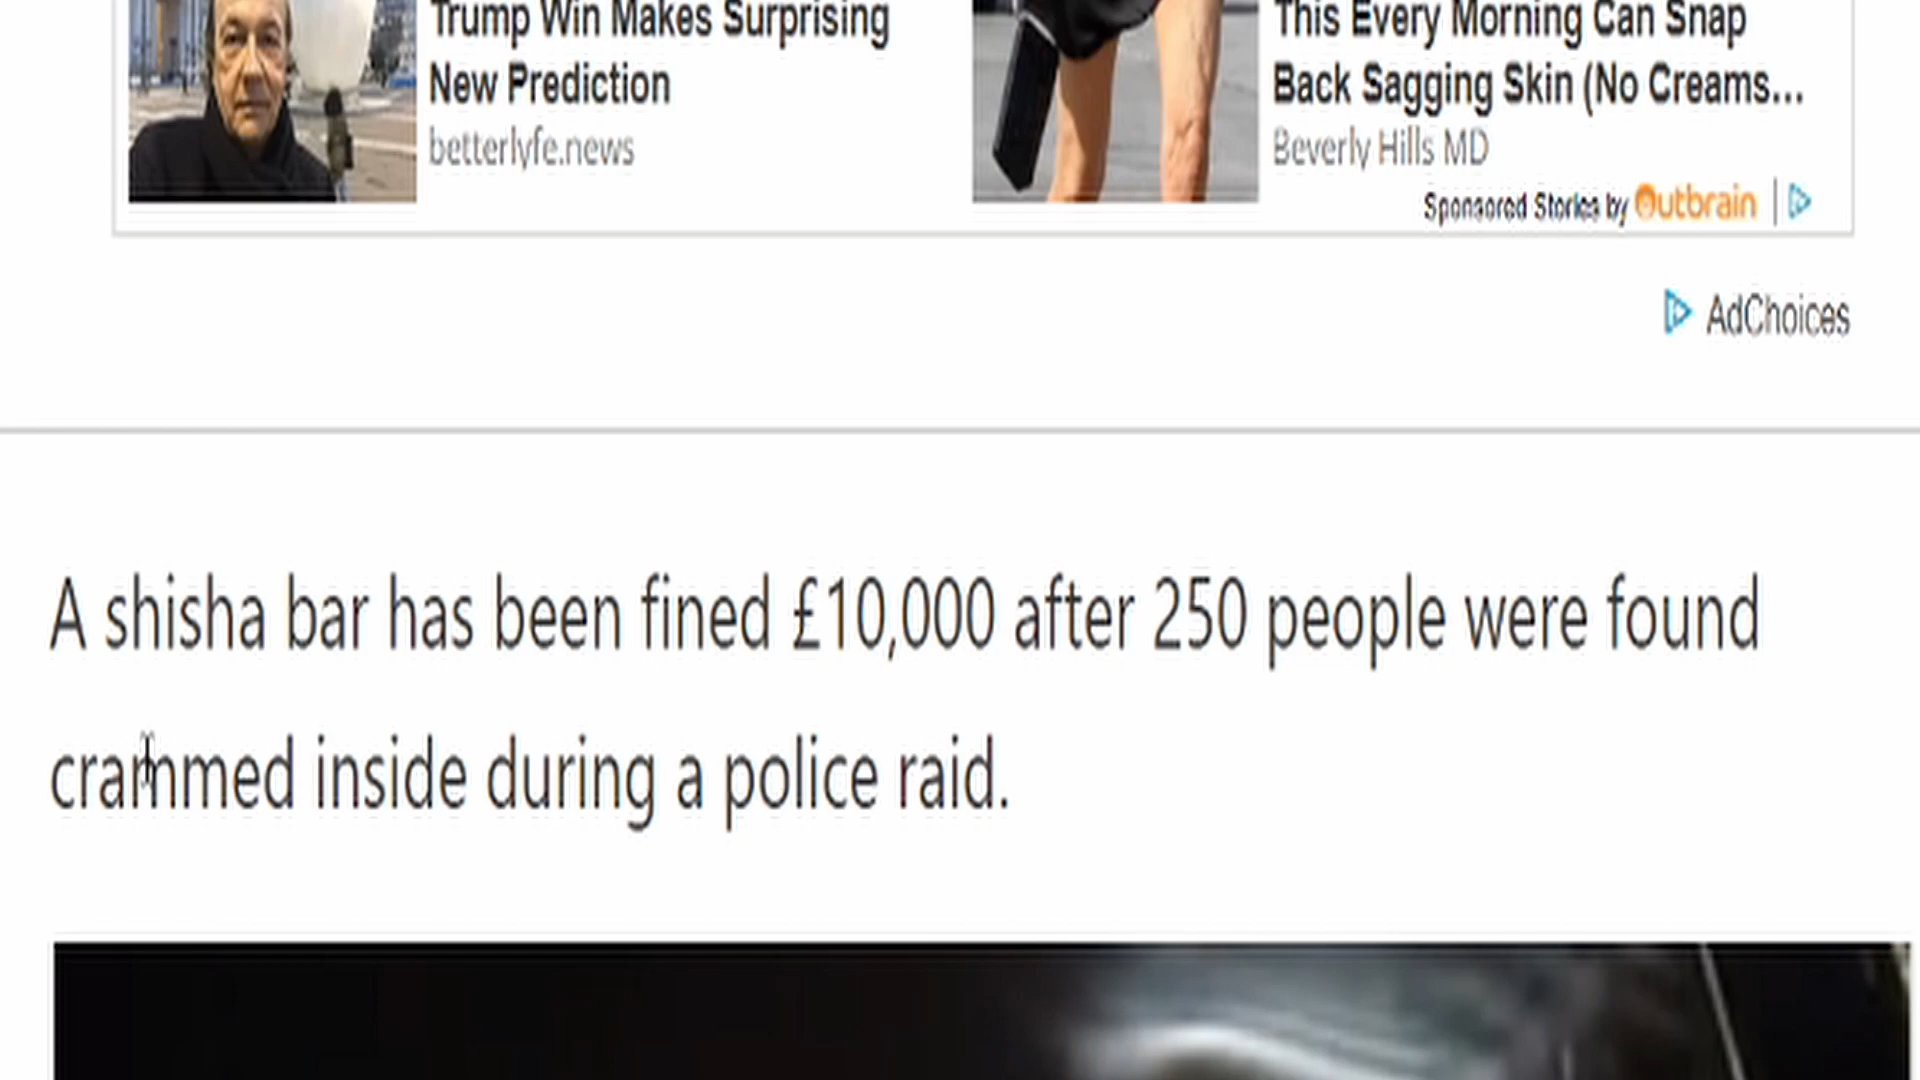 Trump Win Makes Surprising
New Prediction
betterlyfe.news
This Every Morning Can Snap
Back Sagging Skin (No Creams...
Beverly Hills MD
Sponsored Stories by Outbrain
AdChoices
A shisha bar has been fined £10,000 after 250 people were found
crammed inside during a police raid.